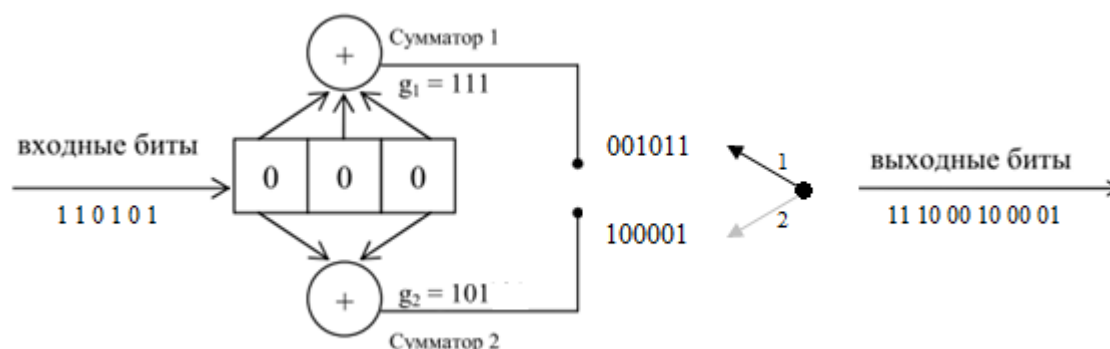 Сумматор 1
+
g₁ = 111
входные биты
1 1 0 1 0 1
0 0 0
001011
100001
1
2
выходные биты
11 10 00 10 00 01
+
g₂ = 101
Сумматор 2